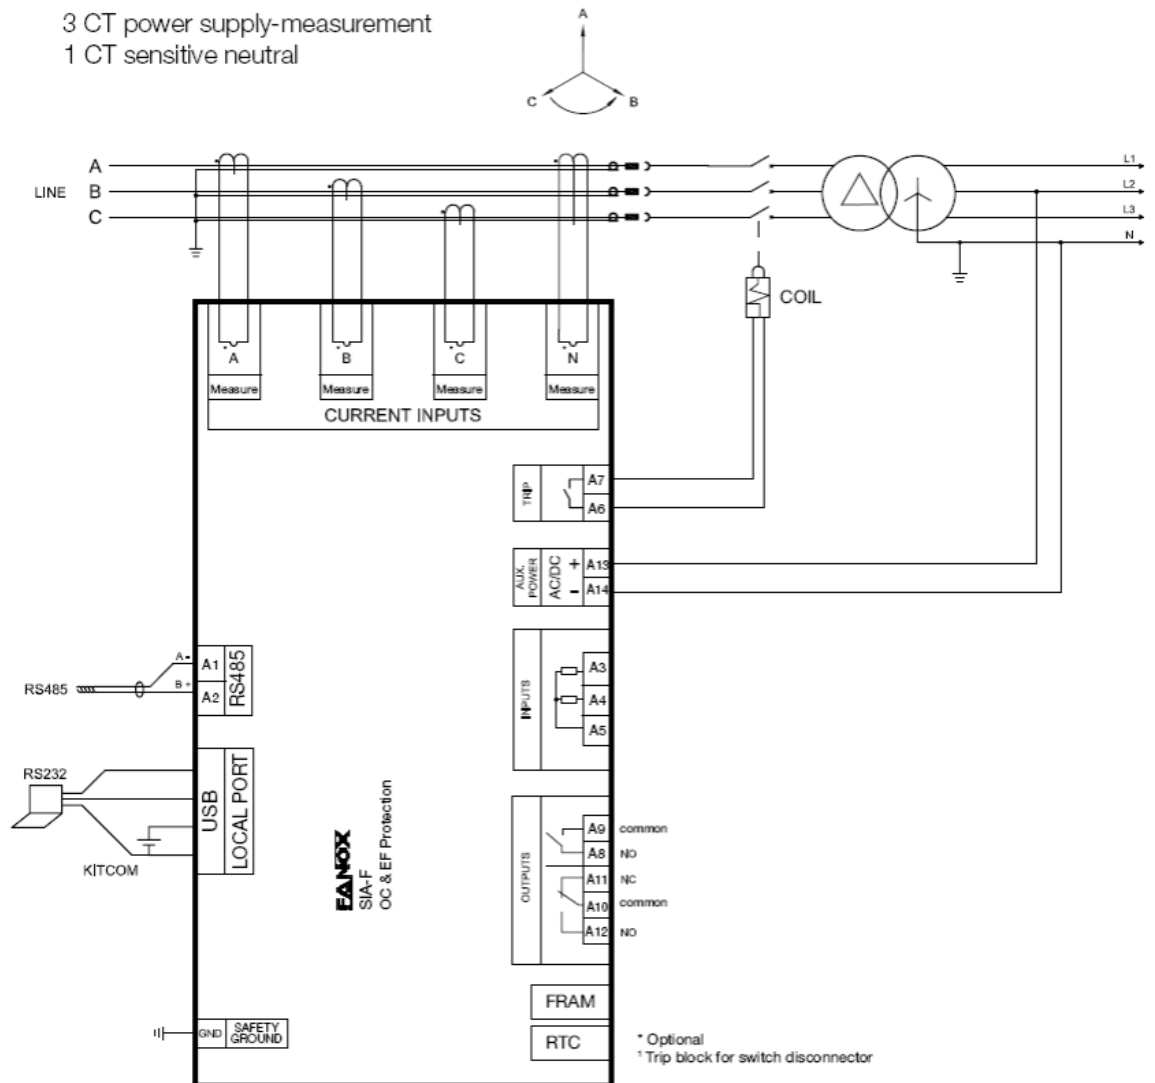 3 CT power supply-measurement
1 CT sensitive neutral
A
C
B
A
LINE B
C
L1
L2
L3
N
COIL
A
B
C
N
Measure
Measure
Measure
Measure
CURRENT INPUTS
TRIP
A7
A6
AUX. POWER
AC/DC
+ A13
- A14
INPUTS
A3
A4
A5
RS485
A-
B+
A1
A2
RS485
RS232
KITCOM
USB
LOCAL PORT
FANOX
SIA-F
OC & EF Protection
OUTPUTS
A9 common
A8 NO
A11 NC
A10 common
A12 NO
FRAM
RTC
GND
SAFETY
GROUND
* Optional
¹ Trip block for switch disconnector